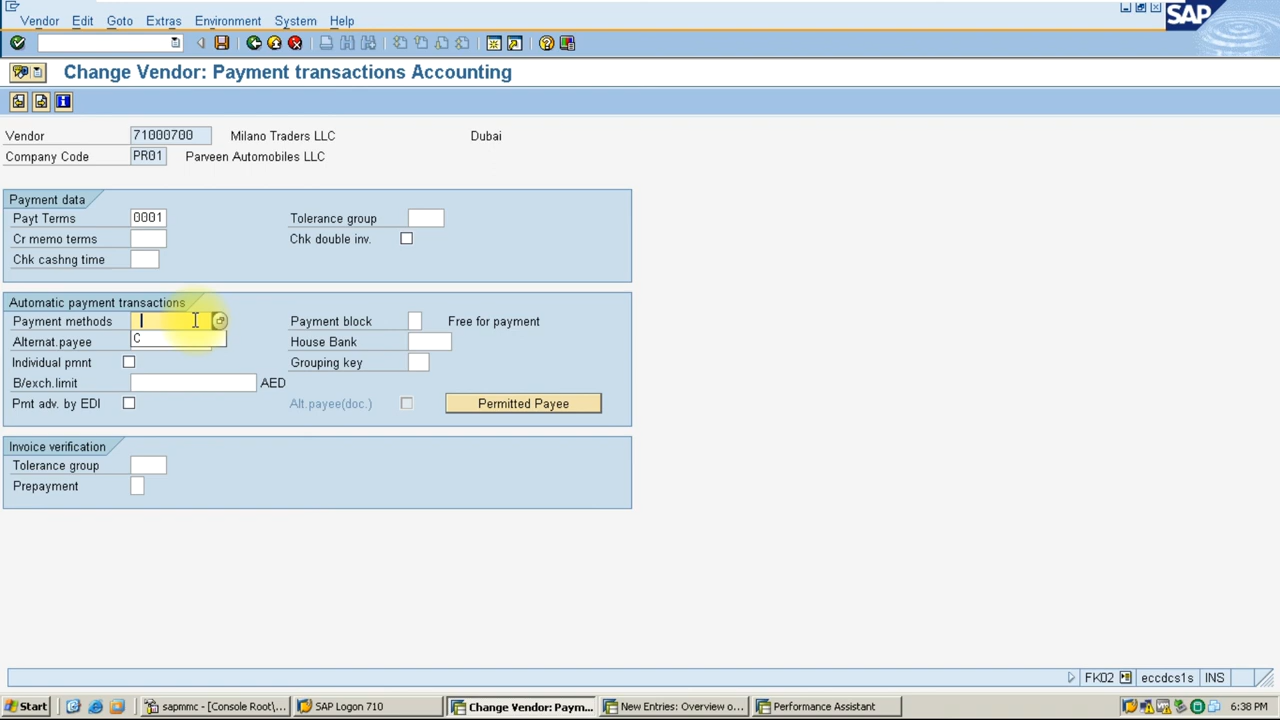 Vendor Edit Goto Extras Environment System Help
SAP
Change Vendor: Payment transactions Accounting
Vendor 71000700 Milano Traders LLC Dubai
Company Code PR01 Parveen Automobiles LLC
Payment data
Payt Terms 0001 Tolerance group
Cr memo terms Chk double inv.
Chk cashng time
Automatic payment transactions
Payment methods Payment block Free for payment
C
Alternat.payee House Bank
Individual pmnt Grouping key
B/exch.limit AED
Pmt adv. by EDI Alt.payee(doc.) Permitted Payee
Invoice verification
Tolerance group
Prepayment
FK02 eccdcs1s INS
Start sapmmc - [Console Root\... SAP Logon 710 Change Vendor: Paym... New Entries: Overview o... Performance Assistant 6:38 PM